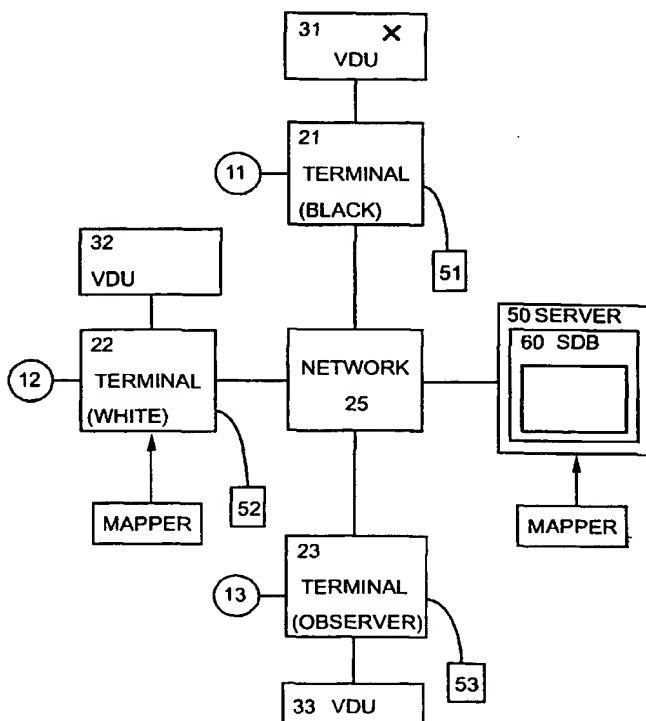 31 X
VDU
21
TERMINAL
(BLACK)
11
51
32
VDU
22
TERMINAL
(WHITE)
12
52
MAPPER
NETWORK
25
50 SERVER
60 SDB
MAPPER
23
TERMINAL
(OBSERVER)
13
53
33 VDU